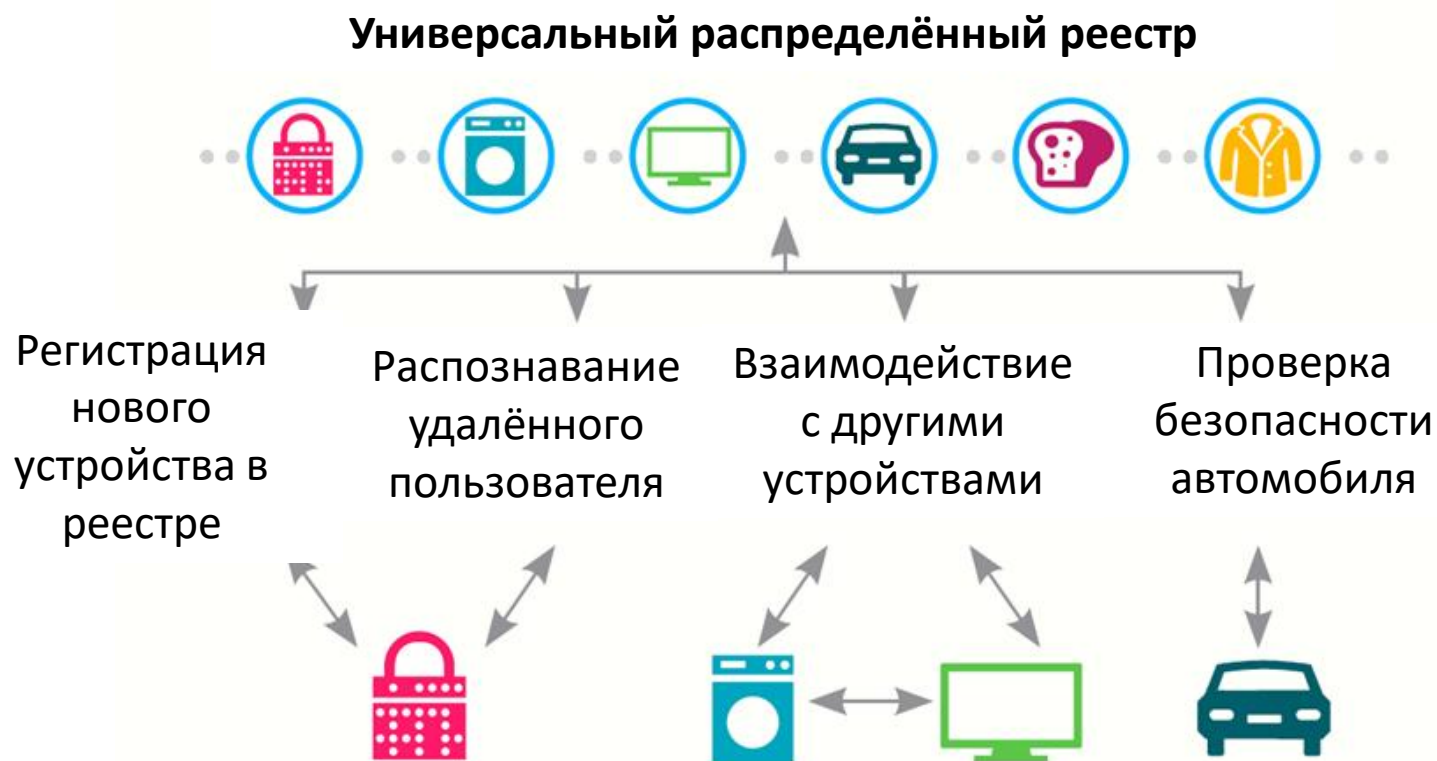 Универсальный распределённый реестр
Регистрация
нового
устройства в
реестре
Распознавание
удалённого
пользователя
Взаимодействие
с другими
устройствами
Проверка
безопасности
автомобиля